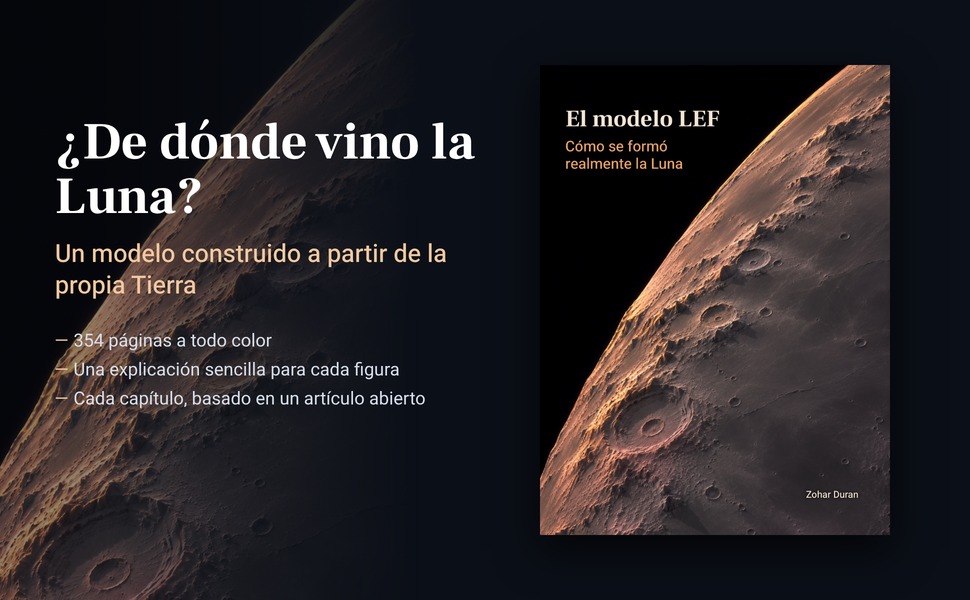 ¿De dónde vino la
Luna?
Un modelo construido a partir de la
propia Tierra
— 354 páginas a todo color
— Una explicación sencilla para cada figura
— Cada capítulo, basado en un artículo abierto
El modelo LEF
Cómo se formó
realmente la Luna
Zohar Duran